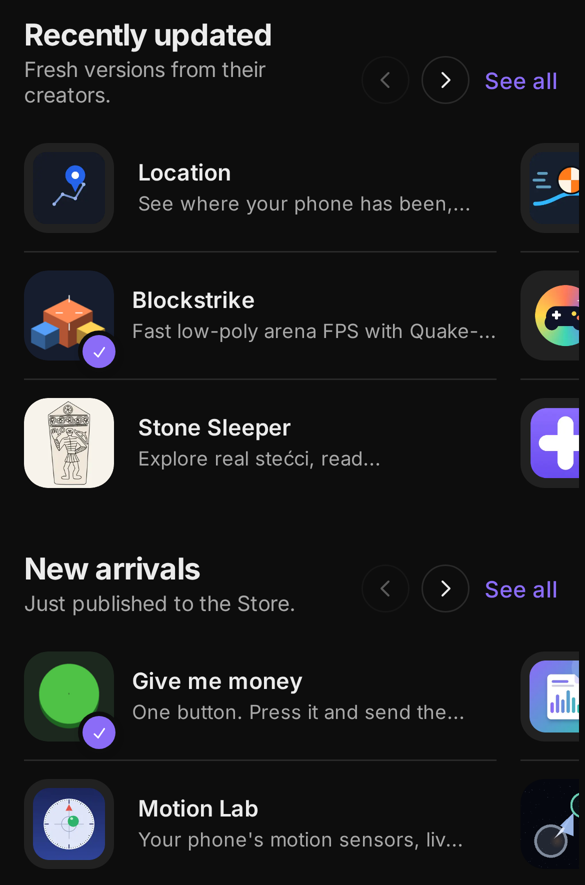 Recently updated
Fresh versions from their
creators.
See all
Location
See where your phone has been,...
Blockstrike
Fast low-poly arena FPS with Quake-...
Stone Sleeper
Explore real stećci, read...
New arrivals
Just published to the Store.
See all
Give me money
One button. Press it and send the...
Motion Lab
Your phone's motion sensors, liv...